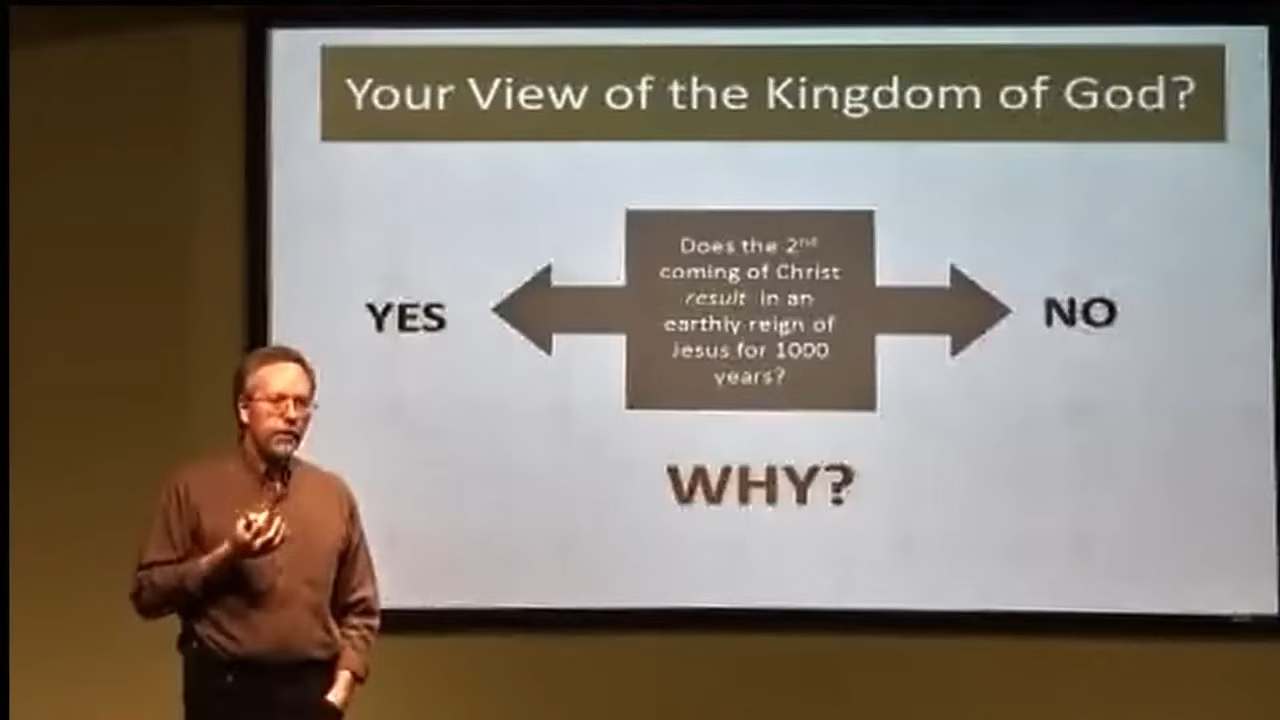 Your View of the Kingdom of God?
Does the 2nd
coming of Christ
result in an
earthly reign of
Jesus for 1000
years?
YES
NO
WHY?